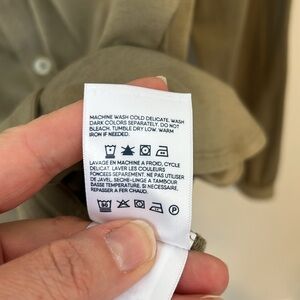 MACHINE WASH COLD DELICATE. WASH
DARK COLORS SEPARATELY. DO NOT
BLEACH. TUMBLE DRY LOW. WARM
IRON IF NEEDED.
LAVAGE EN MACHINE A FROID, CYCLE
DELICAT. LAVER LES COULEURS
FONCEES SEPAREMENT. NE PAS UTILISER
DE JAVEL. SECHE-LINGE A TAMBOUR
BASSE TEMPERATURE, SI NECESSAIRE,
REPASSER A FER CHAUD.
P